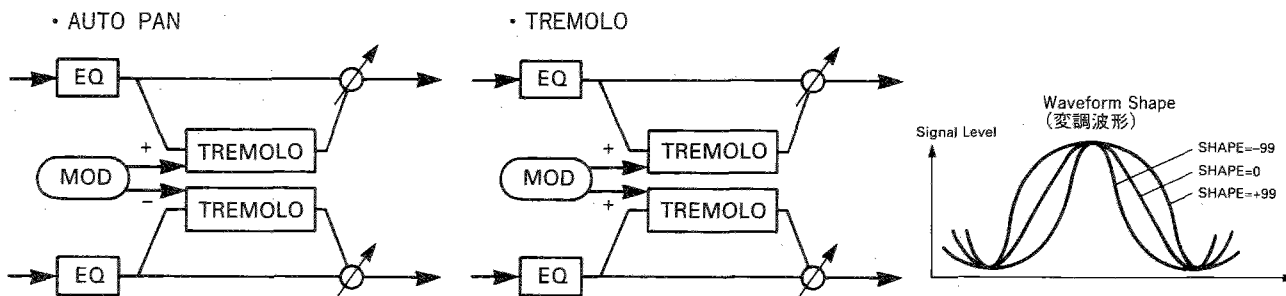 ・AUTO PAN
EQ
+
TREMOLO
MOD
−
TREMOLO
EQ
・TREMOLO
EQ
+
TREMOLO
MOD
+
TREMOLO
EQ
Waveform Shape
(変調波形)
Signal Level
SHAPE=−99
SHAPE=0
SHAPE=+99